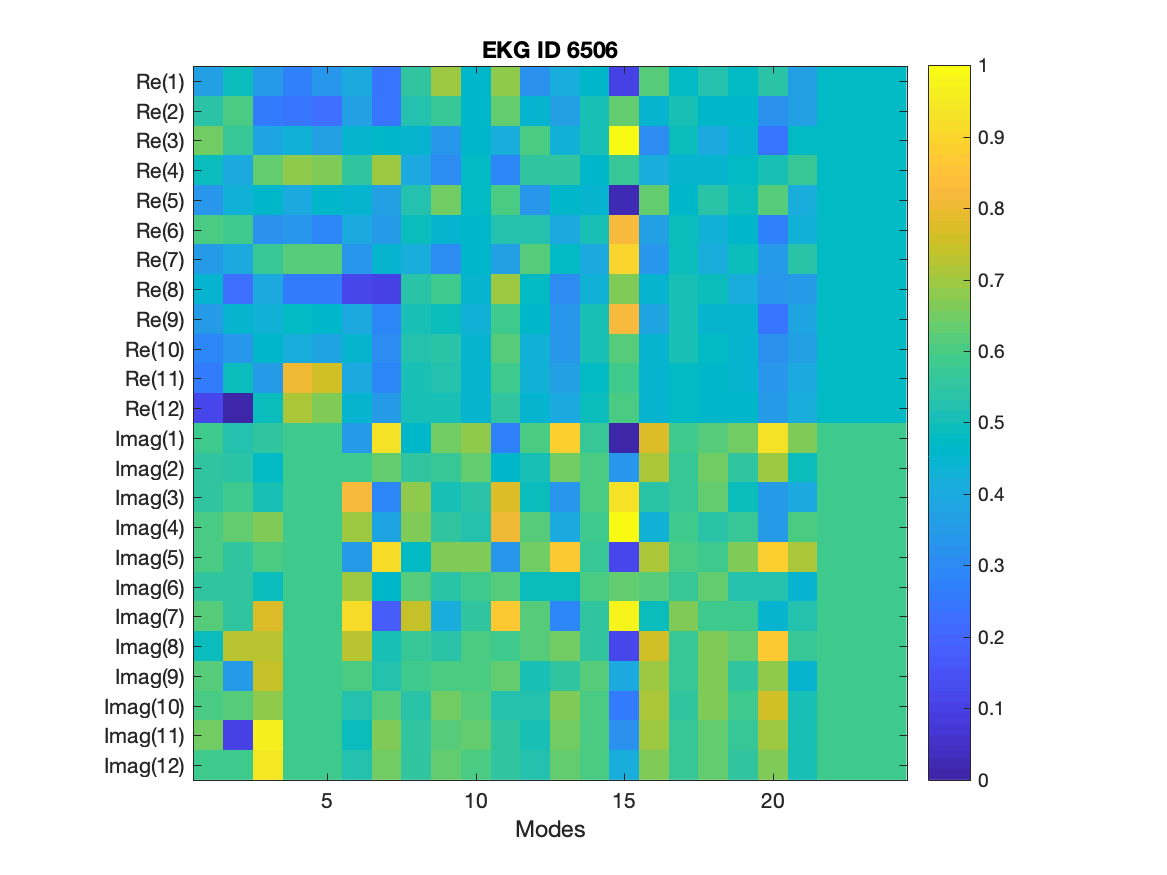 EKG ID 6506
Re(1)
Re(2)
Re(3)
Re(4)
Re(5)
Re(6)
Re(7)
Re(8)
Re(9)
Re(10)
Re(11)
Re(12)
Imag(1)
Imag(2)
Imag(3)
Imag(4)
Imag(5)
Imag(6)
Imag(7)
Imag(8)
Imag(9)
Imag(10)
Imag(11)
Imag(12)
5 10 15 20
Modes
1
0.9
0.8
0.7
0.6
0.5
0.4
0.3
0.2
0.1
0